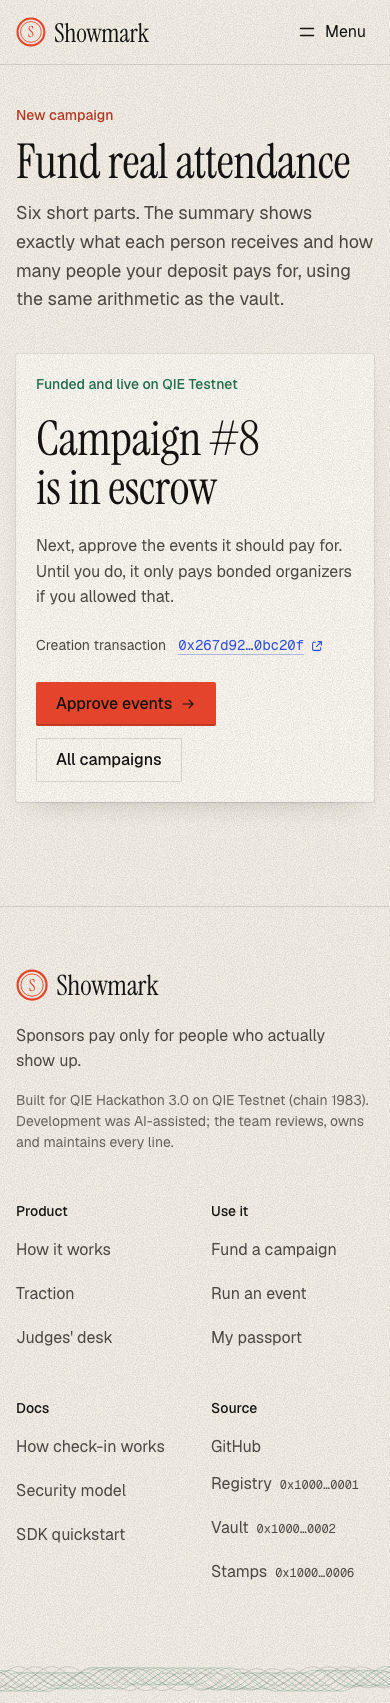 Showmark
Menu
New campaign
Fund real attendance
Six short parts. The summary shows
exactly what each person receives and how
many people your deposit pays for, using
the same arithmetic as the vault.
Funded and live on QIE Testnet
Campaign #8
is in escrow
Next, approve the events it should pay for.
Until you do, it only pays bonded organizers
if you allowed that.
Creation transaction 0x267d92…0bc20f
Approve events →
All campaigns
S Showmark
Sponsors pay only for people who actually
show up.
Built for QIE Hackathon 3.0 on QIE Testnet (chain 1983).
Development was AI-assisted; the team reviews, owns
and maintains every line.
Product
How it works
Traction
Judges' desk
Use it
Fund a campaign
Run an event
My passport
Docs
How check-in works
Security model
SDK quickstart
Source
GitHub
Registry 0x1000…0001
Vault 0x1000…0002
Stamps 0x1000…0006